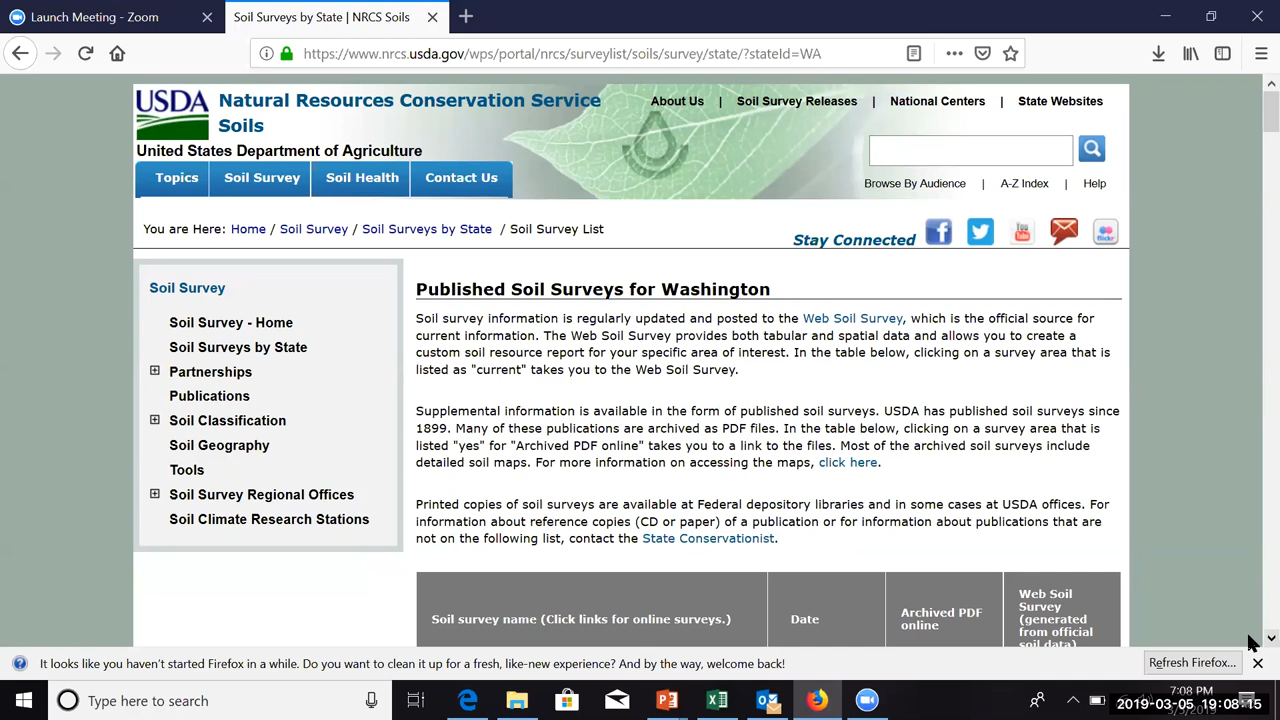 Launch Meeting - Zoom
Soil Surveys by State | NRCS Soils
https://www.nrcs.usda.gov/wps/portal/nrcs/surveylist/soils/survey/state/?stateId=WA
USDA
Natural Resources Conservation Service
Soils
United States Department of Agriculture
About Us | Soil Survey Releases | National Centers | State Websites
Browse By Audience | A-Z Index | Help
Topics
Soil Survey
Soil Health
Contact Us
You are Here: Home / Soil Survey / Soil Surveys by State / Soil Survey List
Stay Connected
You
Tube
flickr
Soil Survey
Soil Survey - Home
Soil Surveys by State
Partnerships
Publications
Soil Classification
Soil Geography
Tools
Soil Survey Regional Offices
Soil Climate Research Stations
Published Soil Surveys for Washington
Soil survey information is regularly updated and posted to the Web Soil Survey, which is the official source for
current information. The Web Soil Survey provides both tabular and spatial data and allows you to create a
custom soil resource report for your specific area of interest. In the table below, clicking on a survey area that is
listed as "current" takes you to the Web Soil Survey.
Supplemental information is available in the form of published soil surveys. USDA has published soil surveys since
1899. Many of these publications are archived as PDF files. In the table below, clicking on a survey area that is
listed "yes" for "Archived PDF online" takes you to a link to the files. Most of the archived soil surveys include
detailed soil maps. For more information on accessing the maps, click here.
Printed copies of soil surveys are available at Federal depository libraries and in some cases at USDA offices. For
information about reference copies (CD or paper) of a publication or for information about publications that are
not on the following list, contact the State Conservationist.
Soil survey name (Click links for online surveys.)
Date
Archived PDF
online
Web Soil
Survey
(generated
from official
soil data)
It looks like you haven't started Firefox in a while. Do you want to clean it up for a fresh, like-new experience? And by the way, welcome back!
Refresh Firefox...
Type here to search
7:08 PM
2019-03-05 19:08:15